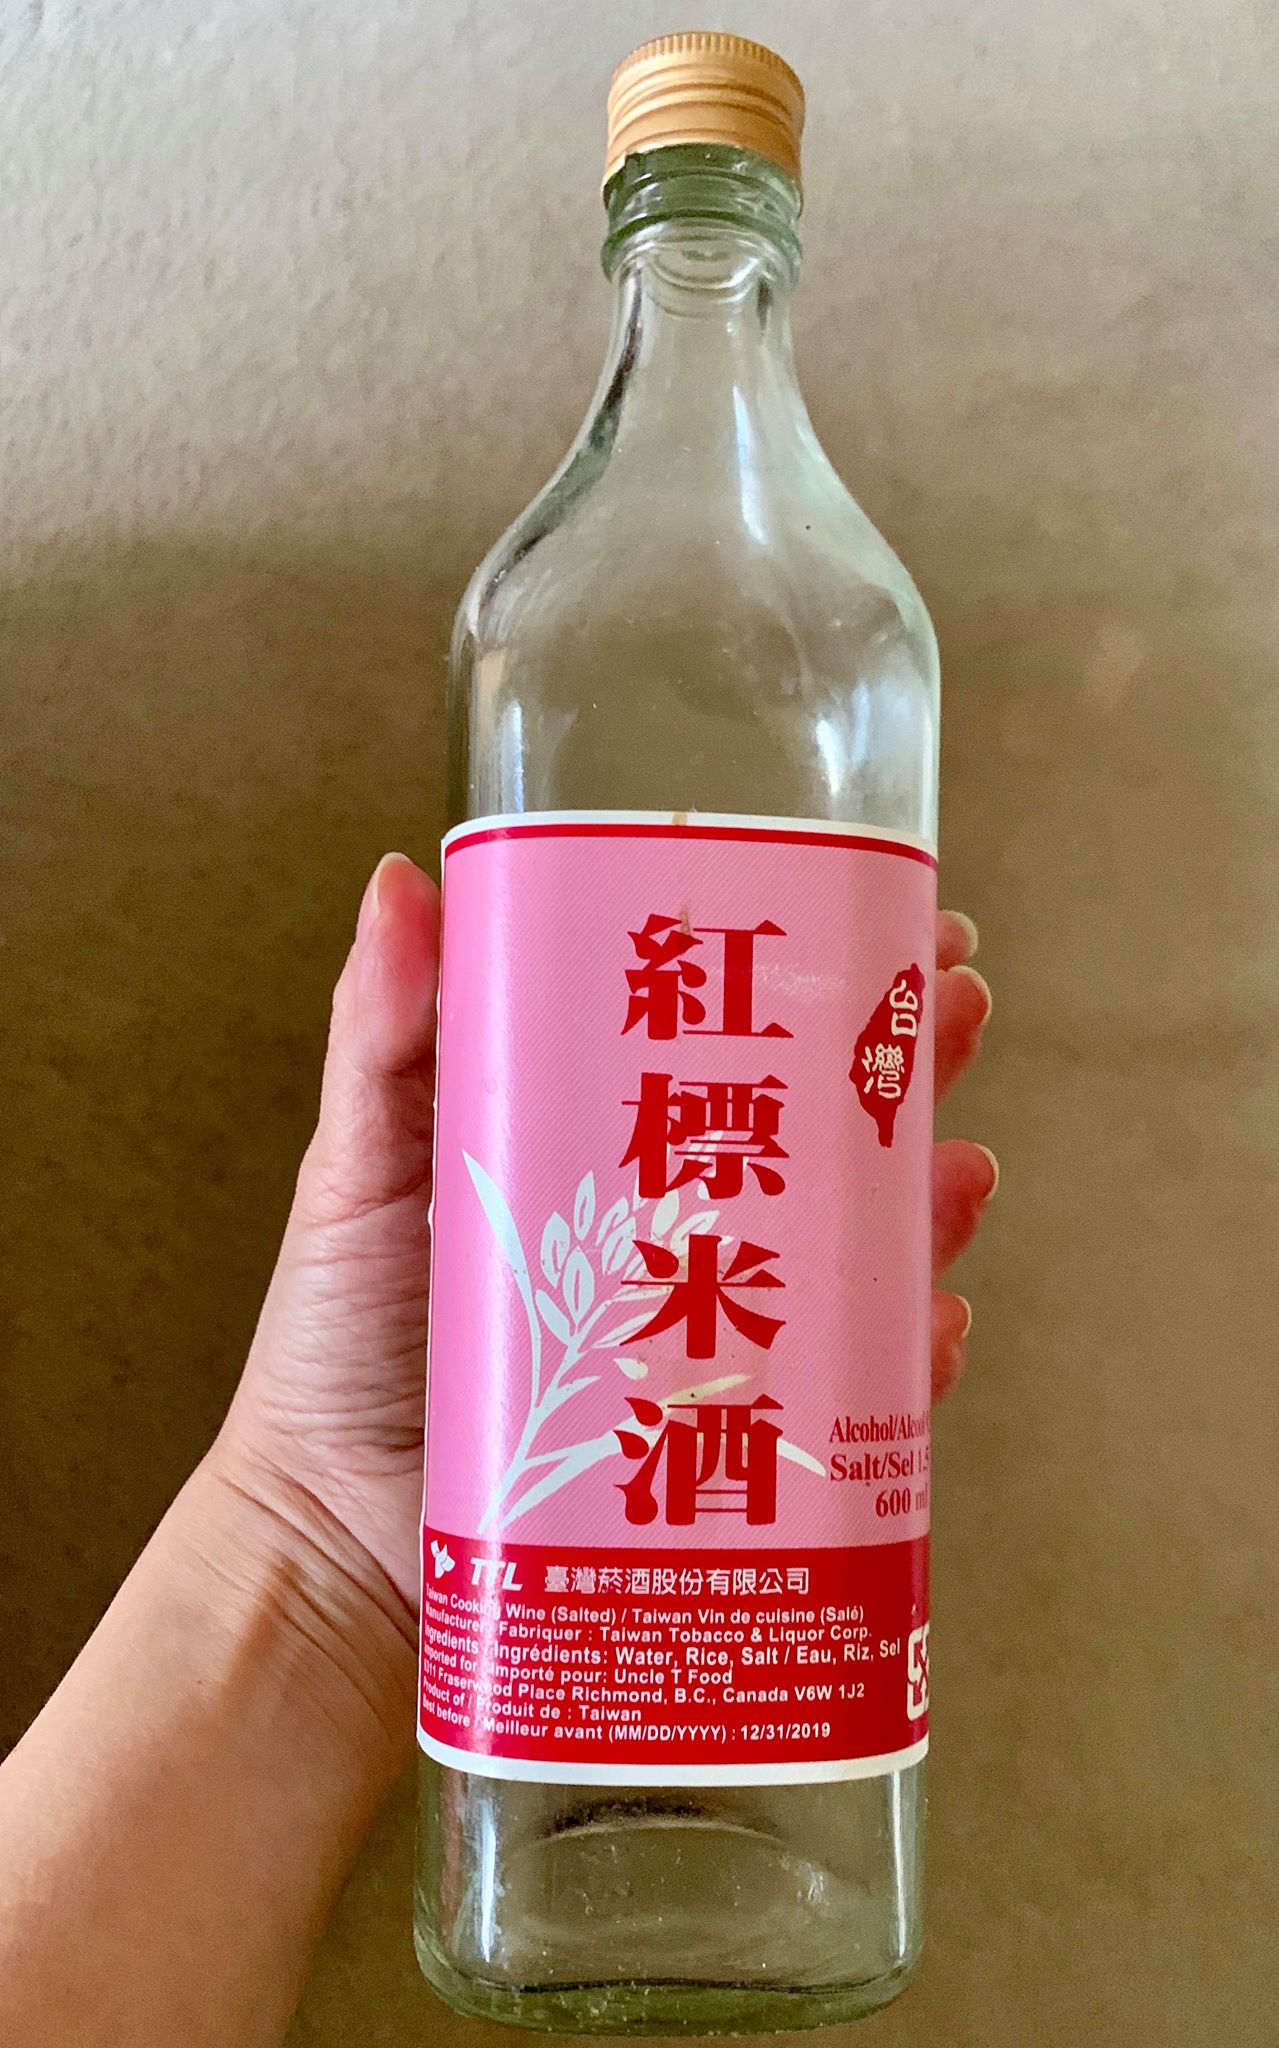 紅標米酒
台灣
Alcohol/Alcool
Salt/Sel 1.5
600 ml
TTL 臺灣菸酒股份有限公司
Taiwan Cooking Wine (Salted) / Taiwan Vin de cuisine (Salé)
Manufacturer / Fabriquer : Taiwan Tobacco & Liquor Corp.
Ingredients / Ingrédients: Water, Rice, Salt / Eau, Riz, Sel
Imported for / Importé pour: Uncle T Food
Fraserwood Place Richmond, B.C., Canada V6W 1J2
Product of / Produit de : Taiwan
Best before / Meilleur avant (MM/DD/YYYY) : 12/31/2019